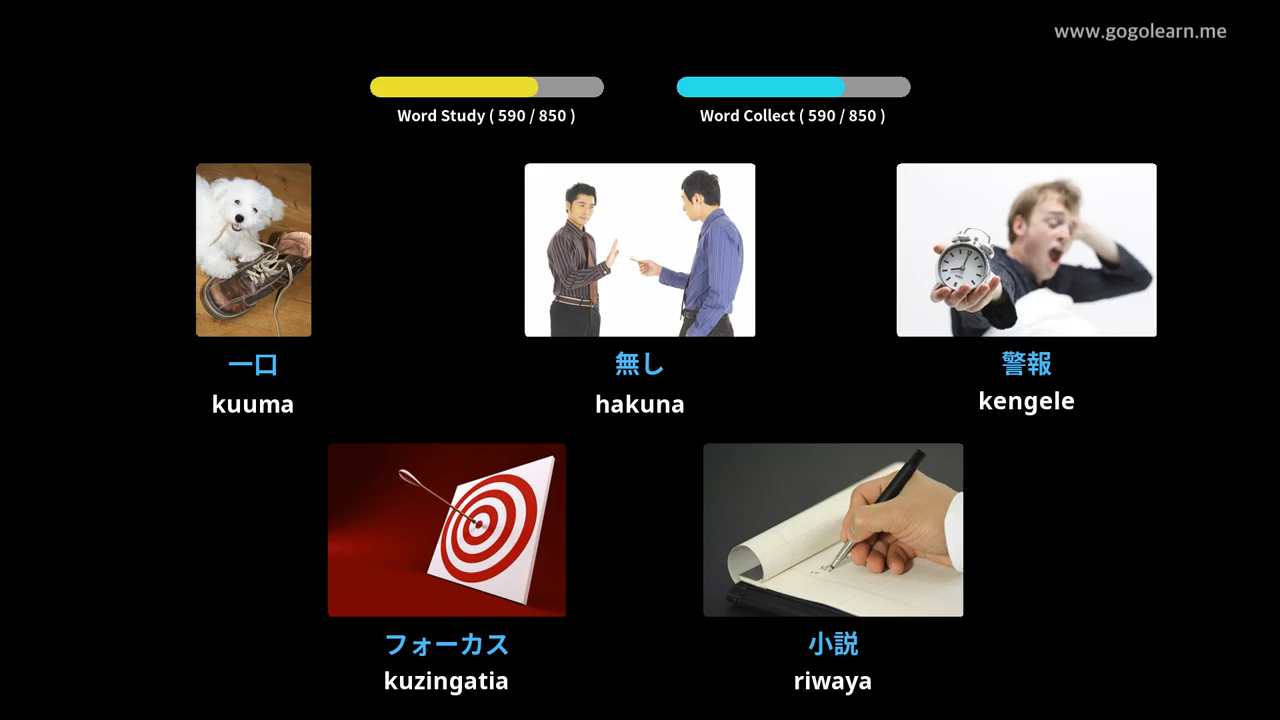 www.gogolearn.me
Word Study ( 590 / 850 )
Word Collect ( 590 / 850 )
一口
kuuma
無し
hakuna
警報
kengele
フォーカス
kuzingatia
小説
riwaya